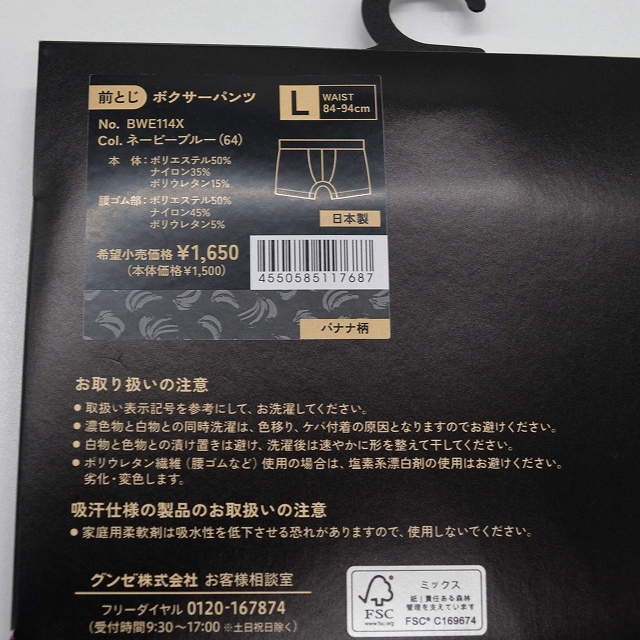 前とじ ボクサーパンツ
L WAIST 84-94cm
No. BWE114X
Col. ネービーブルー(64)
本 体:ポリエステル50%
ナイロン35%
ポリウレタン15%
腰ゴム部:ポリエステル50%
ナイロン45%
ポリウレタン5%
日本製
希望小売価格 ¥1,650
(本体価格¥1,500)
4550585117687
バナナ柄
お取り扱いの注意
● 取扱い表示記号を参考にして、お洗濯してください。
● 濃色物と白物との同時洗濯は、色移り、ケバ付着の原因となりますのでお避けください。
● 白物と色物との漬け置きは避け、洗濯後は速やかに形を整えて干してください。
● ポリウレタン繊維(腰ゴムなど)使用の場合は、塩素系漂白剤の使用はお避けください。
劣化・変色します。
吸汗仕様の製品のお取扱いの注意
● 家庭用柔軟剤は吸水性を低下させる恐れがありますので、使用しないでください。
グンゼ株式会社 お客様相談室
フリーダイヤル 0120-167874
(受付時間9:30~17:00 ※土日祝日除く)
FSC
www.fsc.org
ミックス
紙|責任ある森林
管理を支えています
FSC® C169674